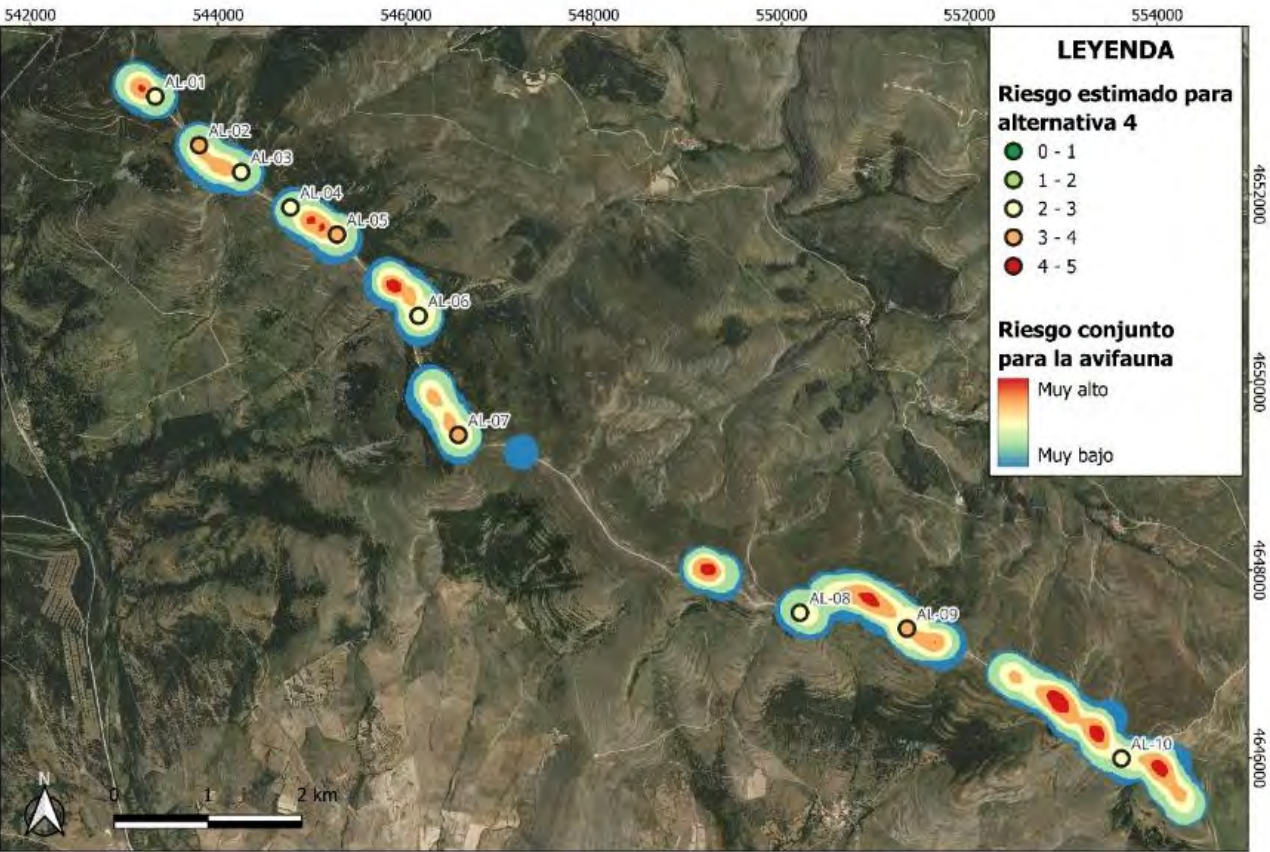 542000 544000 546000 548000 550000 552000 554000
LEYENDA
Riesgo estimado para
alternativa 4
0 - 1
1 - 2
2 - 3
3 - 4
4 - 5
Riesgo conjunto
para la avifauna
Muy alto
Muy bajo
AL-01
AL-02
AL-03
AL-04
AL-05
AL-06
AL-07
AL-08
AL-09
AL-10
4652000
4650000
4648000
4646000
N
0 1 2 km